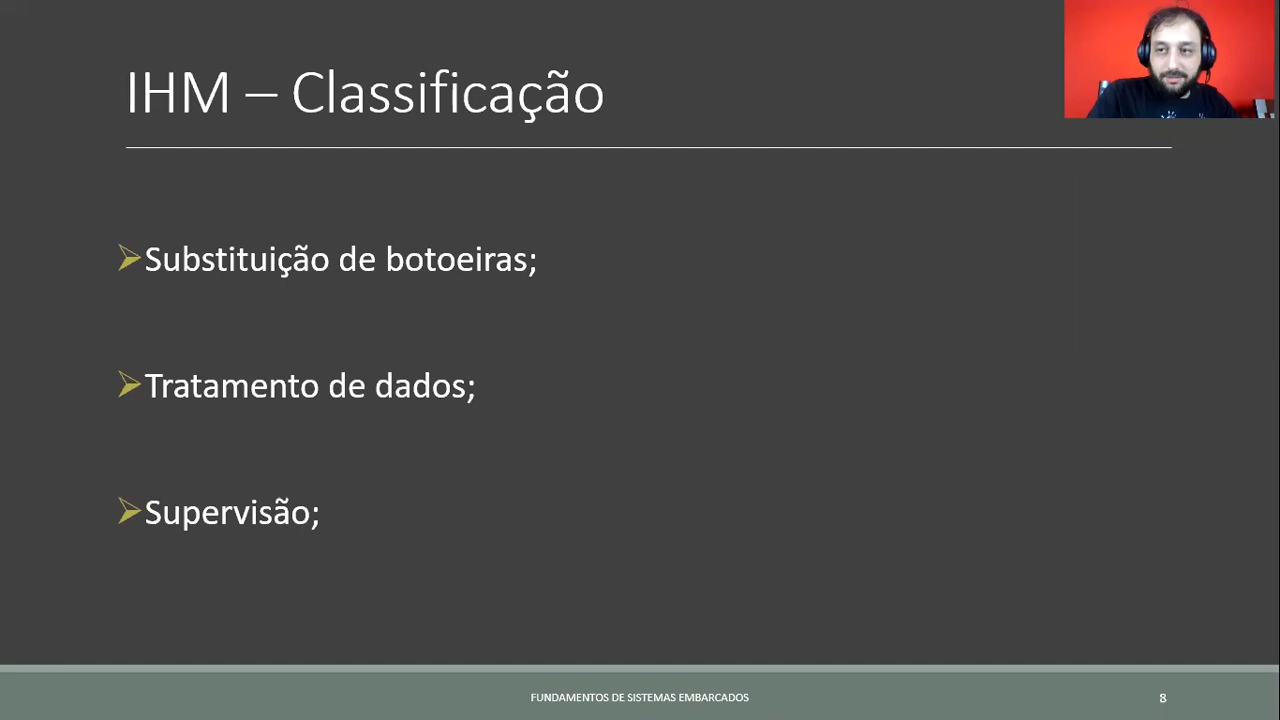 IHM – Classificação
Substituição de botoeiras;
Tratamento de dados;
Supervisão;
FUNDAMENTOS DE SISTEMAS EMBARCADOS
8